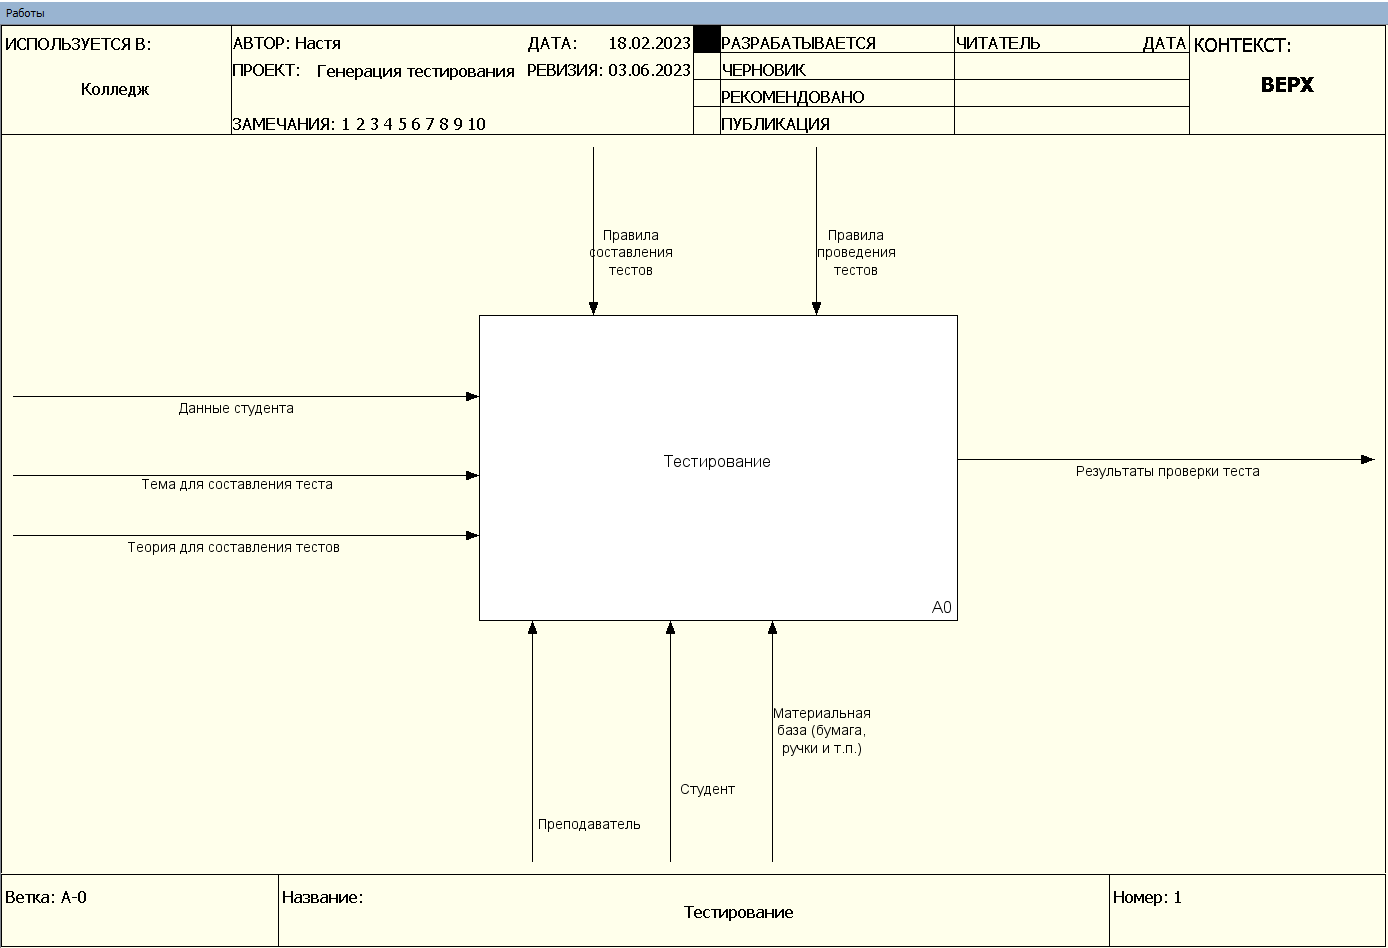 Работы
ИСПОЛЬЗУЕТСЯ В:
Колледж
АВТОР: Настя ДАТА: 18.02.2023
ПРОЕКТ: Генерация тестирования РЕВИЗИЯ: 03.06.2023
ЗАМЕЧАНИЯ: 1 2 3 4 5 6 7 8 9 10
РАЗРАБАТЫВАЕТСЯ
ЧЕРНОВИК
РЕКОМЕНДОВАНО
ПУБЛИКАЦИЯ
ЧИТАТЕЛЬ ДАТА
КОНТЕКСТ:
ВЕРХ
Правила
составления
тестов
Правила
проведения
тестов
Данные студента
Тема для составления теста
Теория для составления тестов
Тестирование
A0
Результаты проверки теста
Материальная
база (бумага,
ручки и т.п.)
Студент
Преподаватель
Ветка: A-0
Название:
Тестирование
Номер: 1